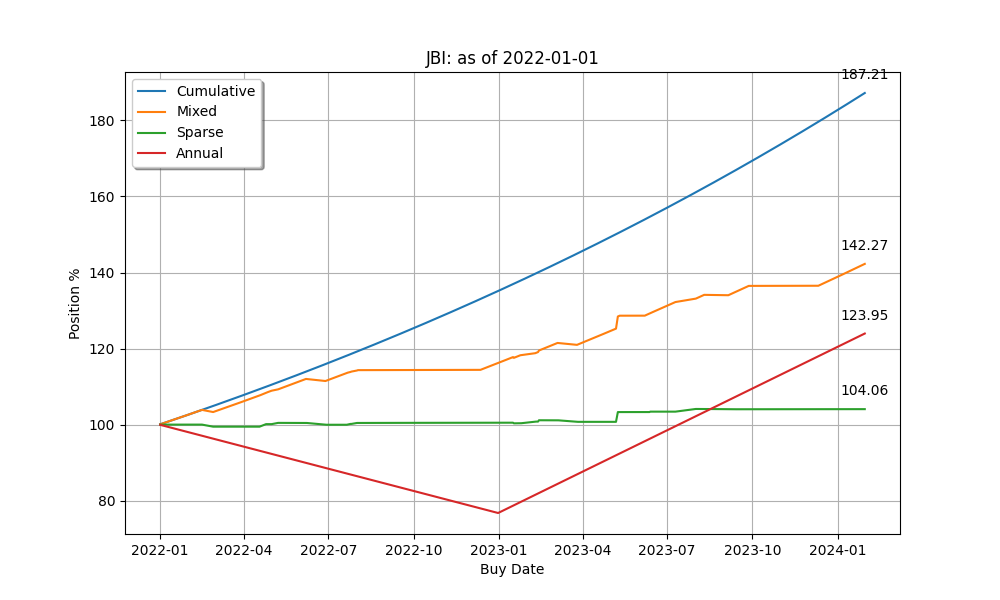 JBI: as of 2022-01-01
187.21
Cumulative
Mixed
Sparse
Annual
142.27
123.95
104.06
180
160
140
120
100
80
Position %
2022-01 2022-04 2022-07 2022-10 2023-01 2023-04 2023-07 2023-10 2024-01
Buy Date